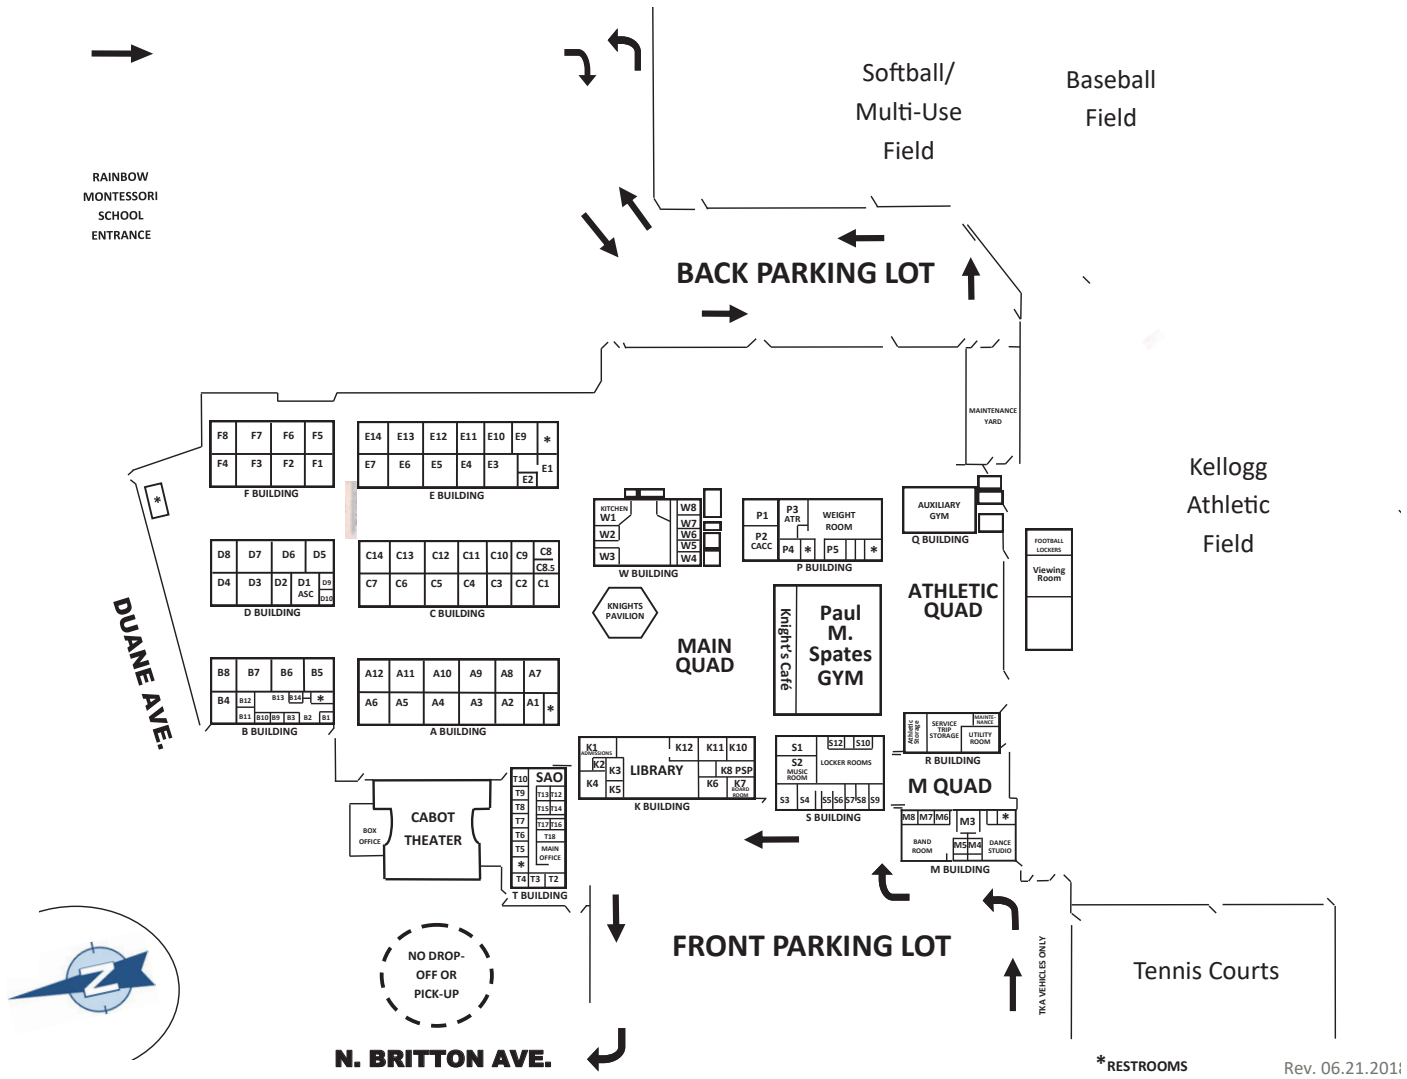 Softball/
Multi-Use
Field
Baseball
Field
RAINBOW
MONTESSORI
SCHOOL
ENTRANCE
BACK PARKING LOT
MAINTENANCE
YARD
Kellogg
Athletic
Field
F8 F7 F6 F5
F4 F3 F2 F1
F BUILDING
E14 E13 E12 E11 E10 E9 *
E7 E6 E5 E4 E3 E2 E1
E BUILDING
*
KITCHEN
W1
W2
W3
W8
W7
W6
W5
W4
W BUILDING
P1
P2
CACC
P3
ATR
WEIGHT
ROOM
P4 * P5 *
P BUILDING
AUXILIARY
GYM
Q BUILDING
FOOTBALL
LOCKERS
Viewing
Room
D8 D7 D6 D5
D4 D3 D2 D1
ASC
D9
D10
D BUILDING
C14 C13 C12 C11 C10 C9 C8
C8.5
C7 C6 C5 C4 C3 C2 C1
C BUILDING
KNIGHTS
PAVILION
MAIN
QUAD
Knight's Café
Paul
M.
Spates
GYM
ATHLETIC
QUAD
DUANE AVE.
B8 B7 B6 B5
B4 B12 B13 B14 *
B11 B10 B9 B3 B2 B1
B BUILDING
A12 A11 A10 A9 A8 A7
A6 A5 A4 A3 A2 A1 *
A BUILDING
K1
ADMISSIONS
K2
K3
K4
K5
LIBRARY
K12 K11 K10
K8 PSP
K6
K7
BOARD
ROOM
K BUILDING
S1
S2
MUSIC
ROOM
S12 S10
LOCKER ROOMS
S3 S4 S5 S6 S7 S8 S9
S BUILDING
Athletic
Storage
SERVICE
TRIP
STORAGE
MAINTE-
NANCE
UTILITY
ROOM
R BUILDING
M QUAD
M8 M7 M6 M3 *
BAND
ROOM
M5 M4
DANCE
STUDIO
M BUILDING
BOX
OFFICE
CABOT
THEATER
T10 SAO
T9 T13 T12
T8 T15 T14
T7 T17 T16
T6 T18
T5 MAIN
OFFICE
*
T4 T3 T2
T BUILDING
N
NO DROP-
OFF OR
PICK-UP
FRONT PARKING LOT
TKA VEHICLES ONLY
Tennis Courts
N. BRITTON AVE.
*RESTROOMS
Rev. 06.21.2018